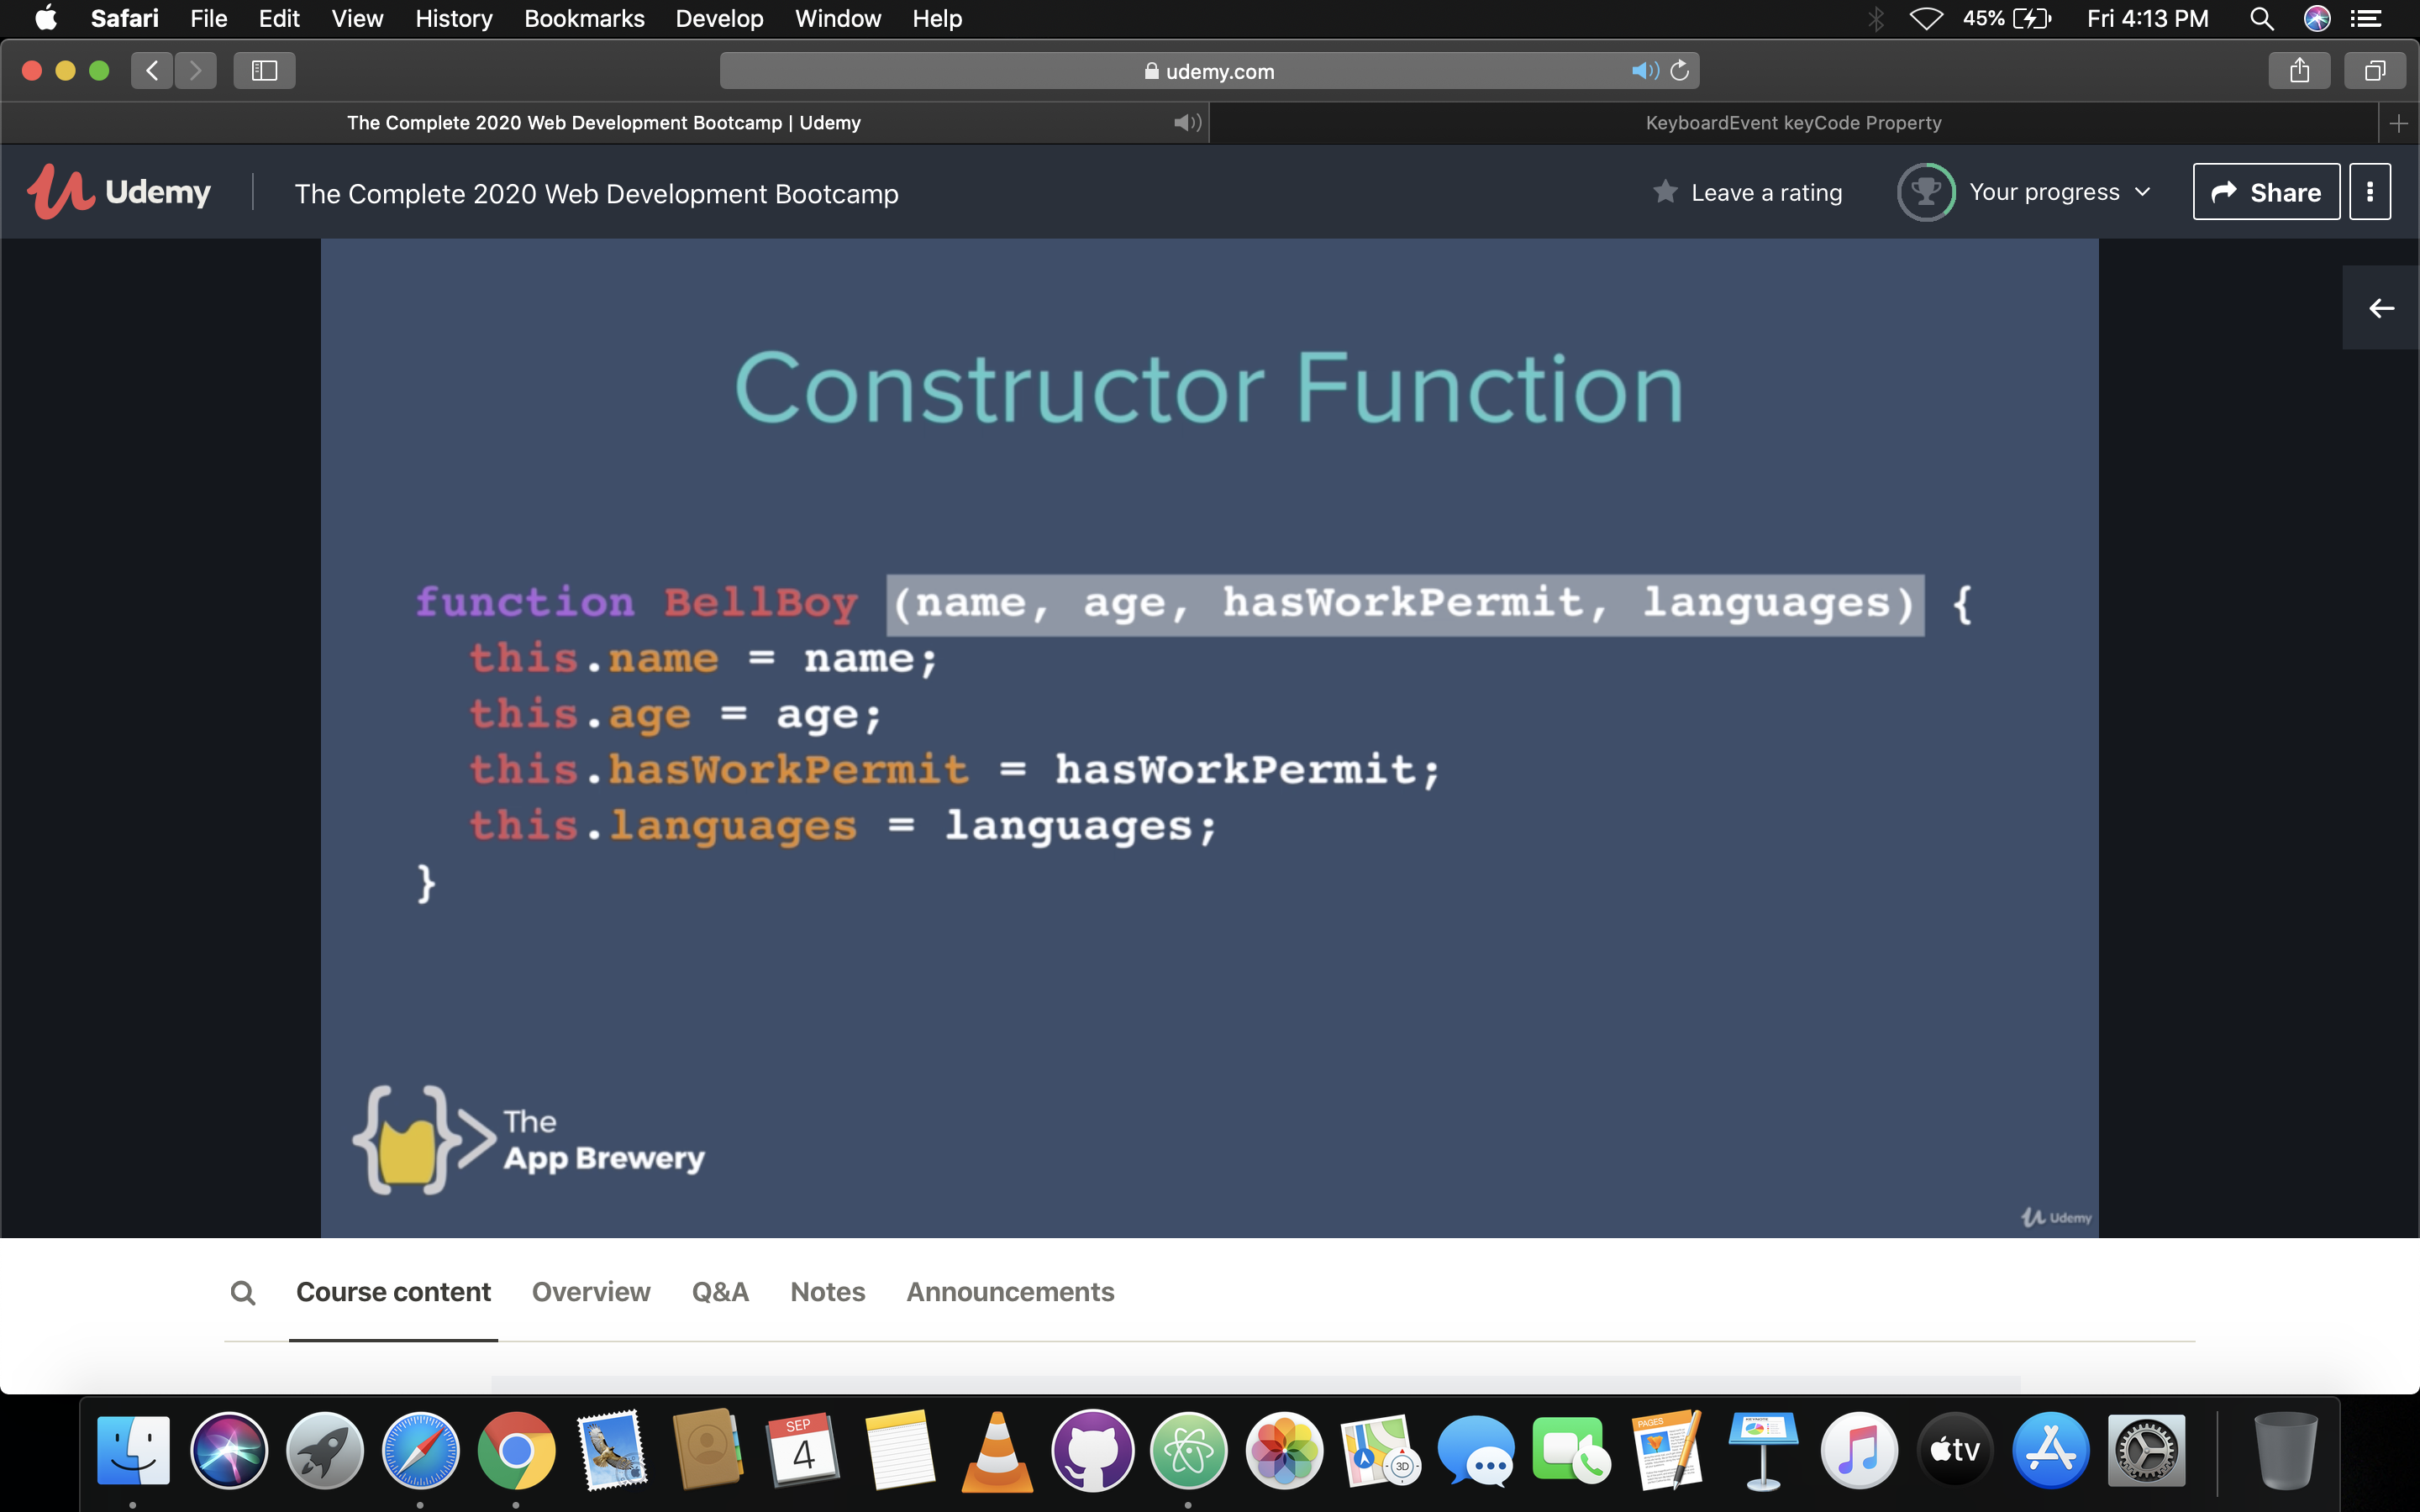 Safari File Edit View History Bookmarks Develop Window Help 45% Fri 4:13 PM
udemy.com
The Complete 2020 Web Development Bootcamp | Udemy KeyboardEvent keyCode Property
Udemy The Complete 2020 Web Development Bootcamp Leave a rating Your progress Share
Constructor Function
function BellBoy (name, age, hasWorkPermit, languages) {
this.name = name;
this.age = age;
this.hasWorkPermit = hasWorkPermit;
this.languages = languages;
}
The
App Brewery
Udemy
Course content Overview Q&A Notes Announcements
SEP
4
3D
PAGES
KEYNOTE
tv